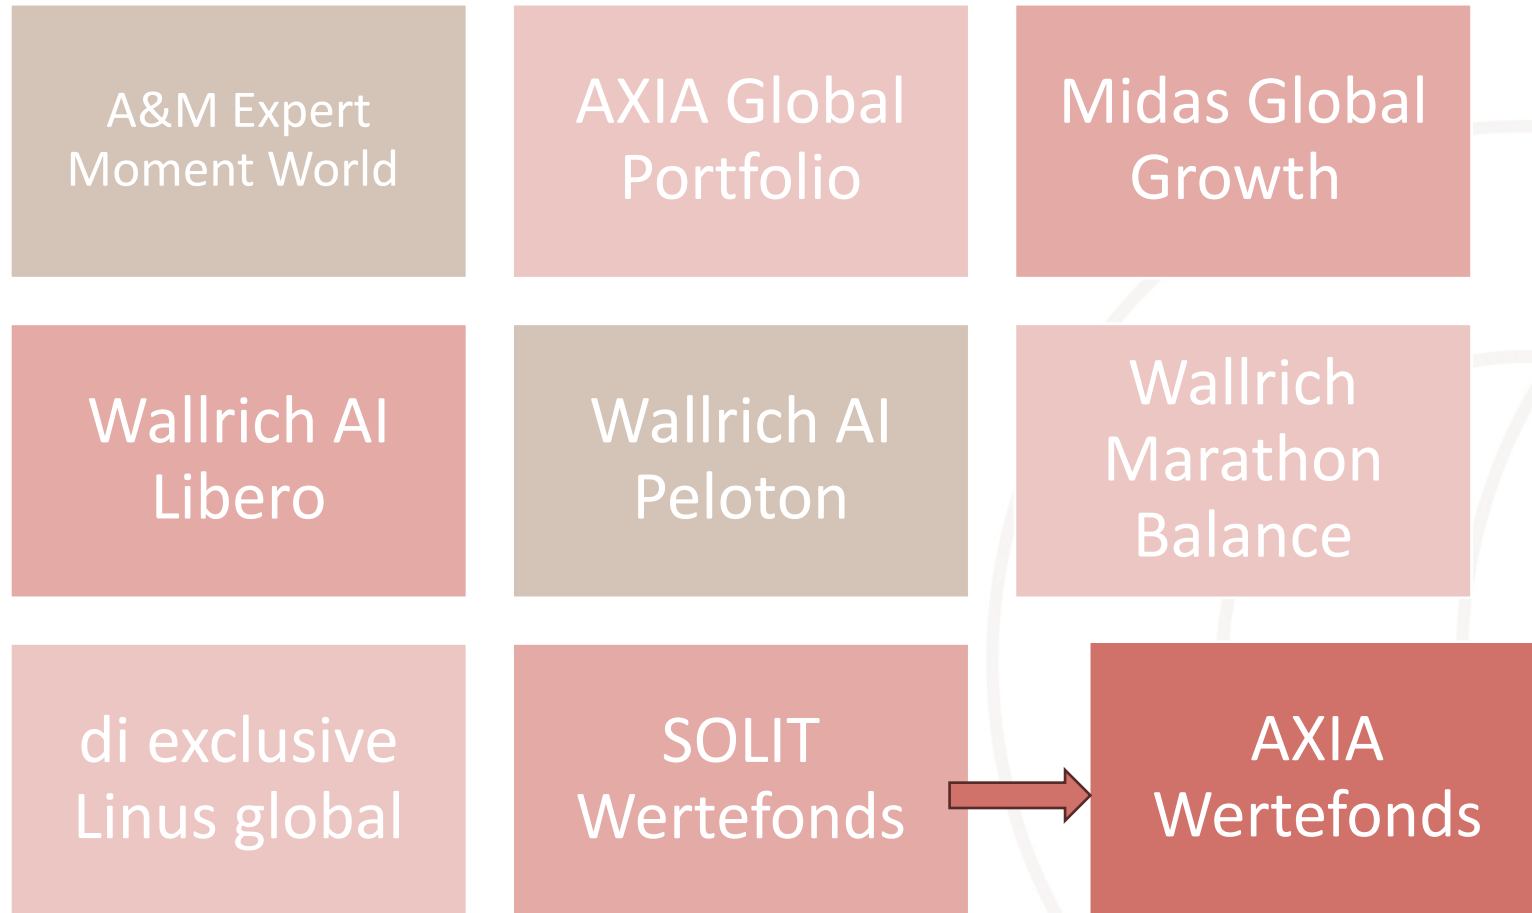 A&M Expert
Moment World
AXIA Global
Portfolio
Midas Global
Growth
Wallrich AI
Libero
Wallrich AI
Peloton
Wallrich
Marathon
Balance
di exclusive
Linus global
SOLIT
Wertefonds
AXIA
Wertefonds